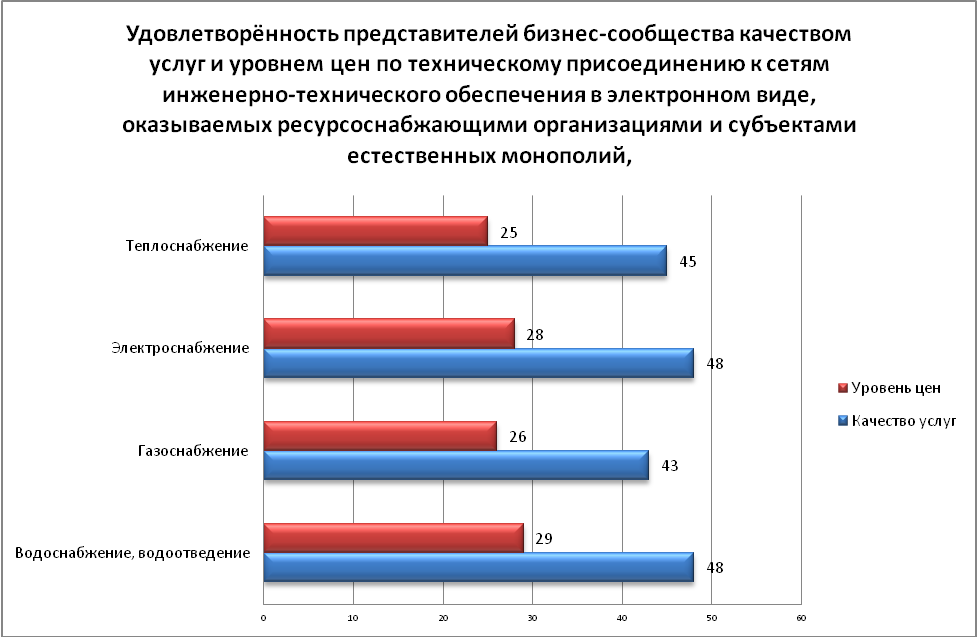 Удовлетворённость представителей бизнес-сообщества качеством
услуг и уровнем цен по техническому присоединению к сетям
инженерно-технического обеспечения в электронном виде,
оказываемых ресурсоснабжающими организациями и субъектами
естественных монополий,
Теплоснабжение
25
45
Электроснабжение
28
48
Газоснабжение
26
43
Водоснабжение, водоотведение
29
48
0 10 20 30 40 50 60
Уровень цен
Качество услуг